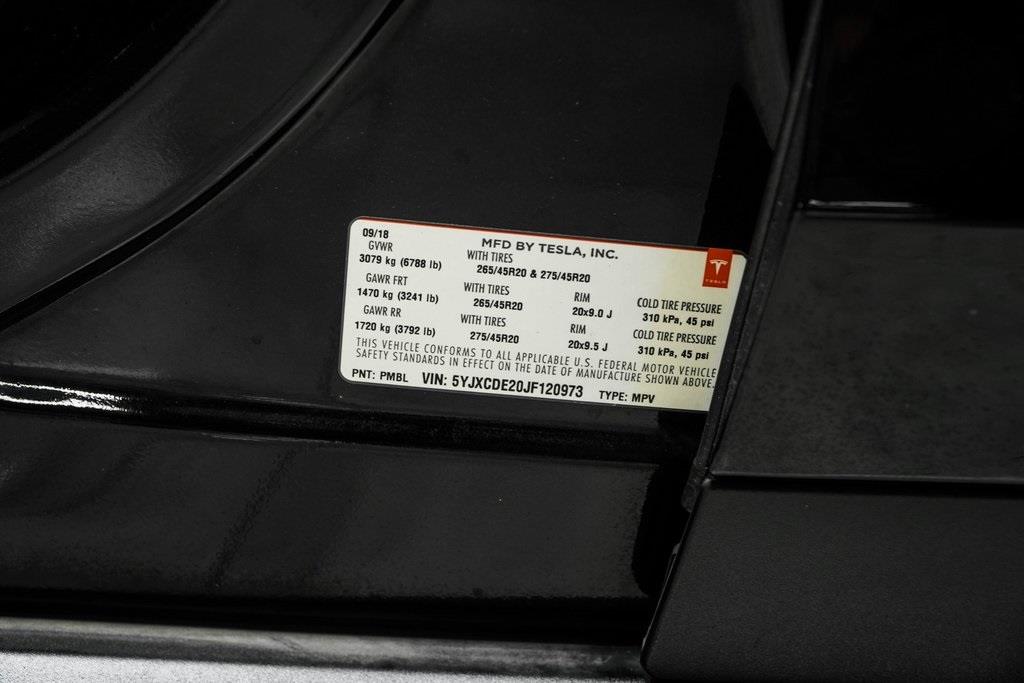 09/18
MFD BY TESLA, INC.
TESLA
GVWR
3079 kg (6788 lb)
WITH TIRES
265/45R20 & 275/45R20
GAWR FRT
1470 kg (3241 lb)
WITH TIRES
265/45R20
RIM
20x9.0 J
COLD TIRE PRESSURE
310 kPa, 45 psi
GAWR RR
1720 kg (3792 lb)
WITH TIRES
275/45R20
RIM
20x9.5 J
COLD TIRE PRESSURE
310 kPa, 45 psi
THIS VEHICLE CONFORMS TO ALL APPLICABLE U.S. FEDERAL MOTOR VEHICLE
SAFETY STANDARDS IN EFFECT ON THE DATE OF MANUFACTURE SHOWN ABOVE.
PNT: PMBL VIN: 5YJXCDE20JF120973 TYPE: MPV